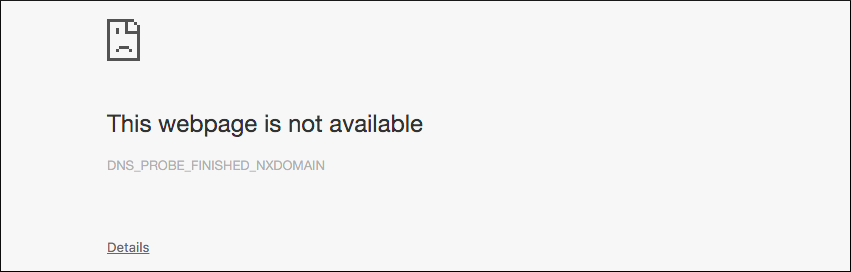 This webpage is not available
DNS_PROBE_FINISHED_NXDOMAIN
Details